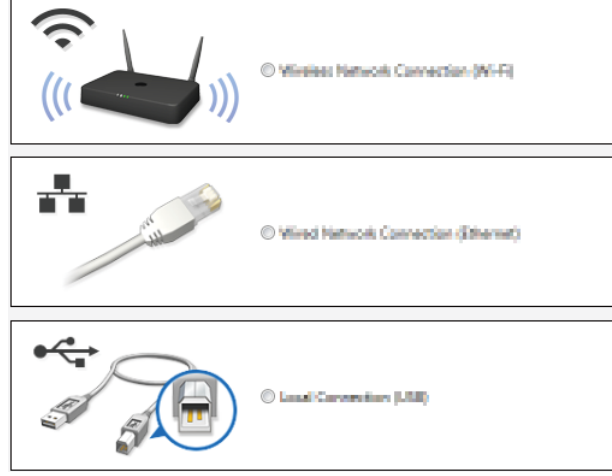 Wireless Network Connection (Wi-Fi)
Wired Network Connection (Ethernet)
Local Connection (USB)